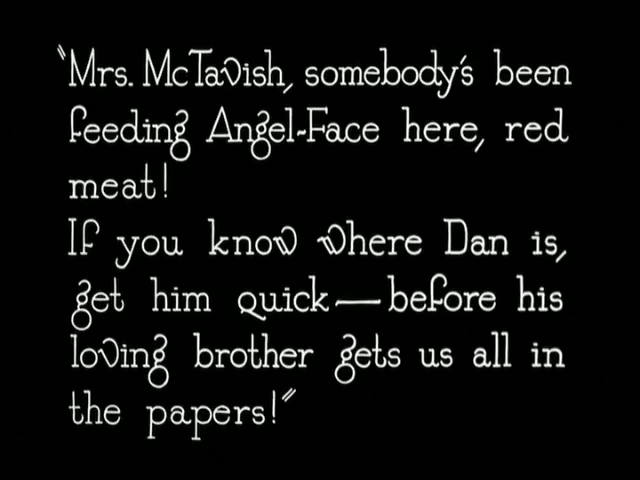 "Mrs. McTavish, somebody's been
feeding Angel-Face here, red
meat!
If you know where Dan is,
get him quick—before his
loving brother gets us all in
the papers!"